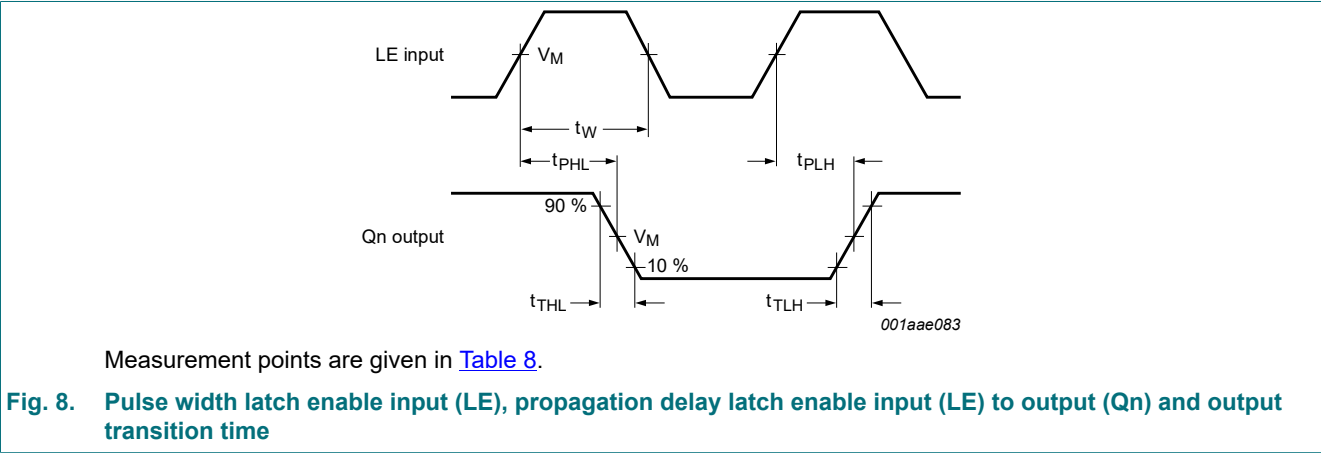 LE input
VM
tW
tPHL
tPLH
90 %
Qn output
VM
10 %
tTHL
tTLH
001aae083
Measurement points are given in Table 8.
Fig. 8. Pulse width latch enable input (LE), propagation delay latch enable input (LE) to output (Qn) and output
transition time